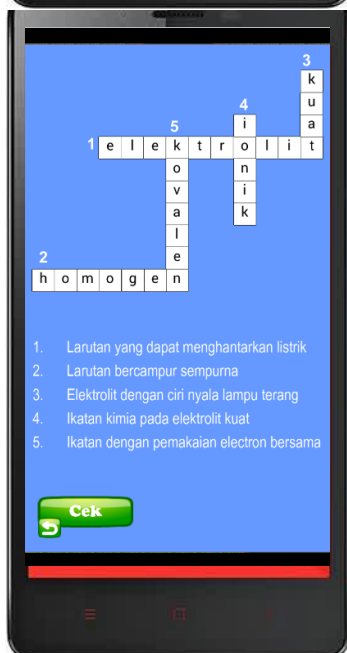 3
k
4 u
5 i a
1 e l e k t r o l i t
o n
v i
a k
l
2 e
h o m o g e n
1. Larutan yang dapat menghantarkan listrik
2. Larutan bercampur sempurna
3. Elektrolit dengan ciri nyala lampu terang
4. Ikatan kimia pada elektrolit kuat
5. Ikatan dengan pemakaian electron bersama
Cek